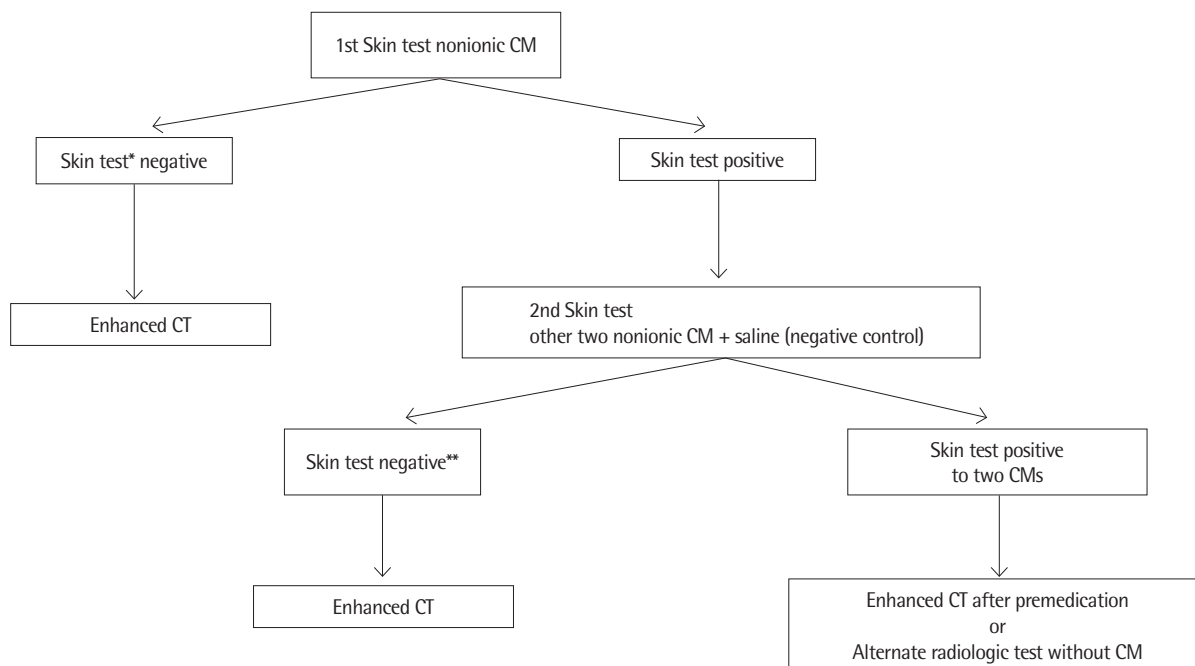 1st Skin test nonionic CM
Skin test* negative
Skin test positive
Enhanced CT
2nd Skin test
other two nonionic CM + saline (negative control)
Skin test negative**
Skin test positive
to two CMs
Enhanced CT
Enhanced CT after premedication
or
Alternate radiologic test without CM